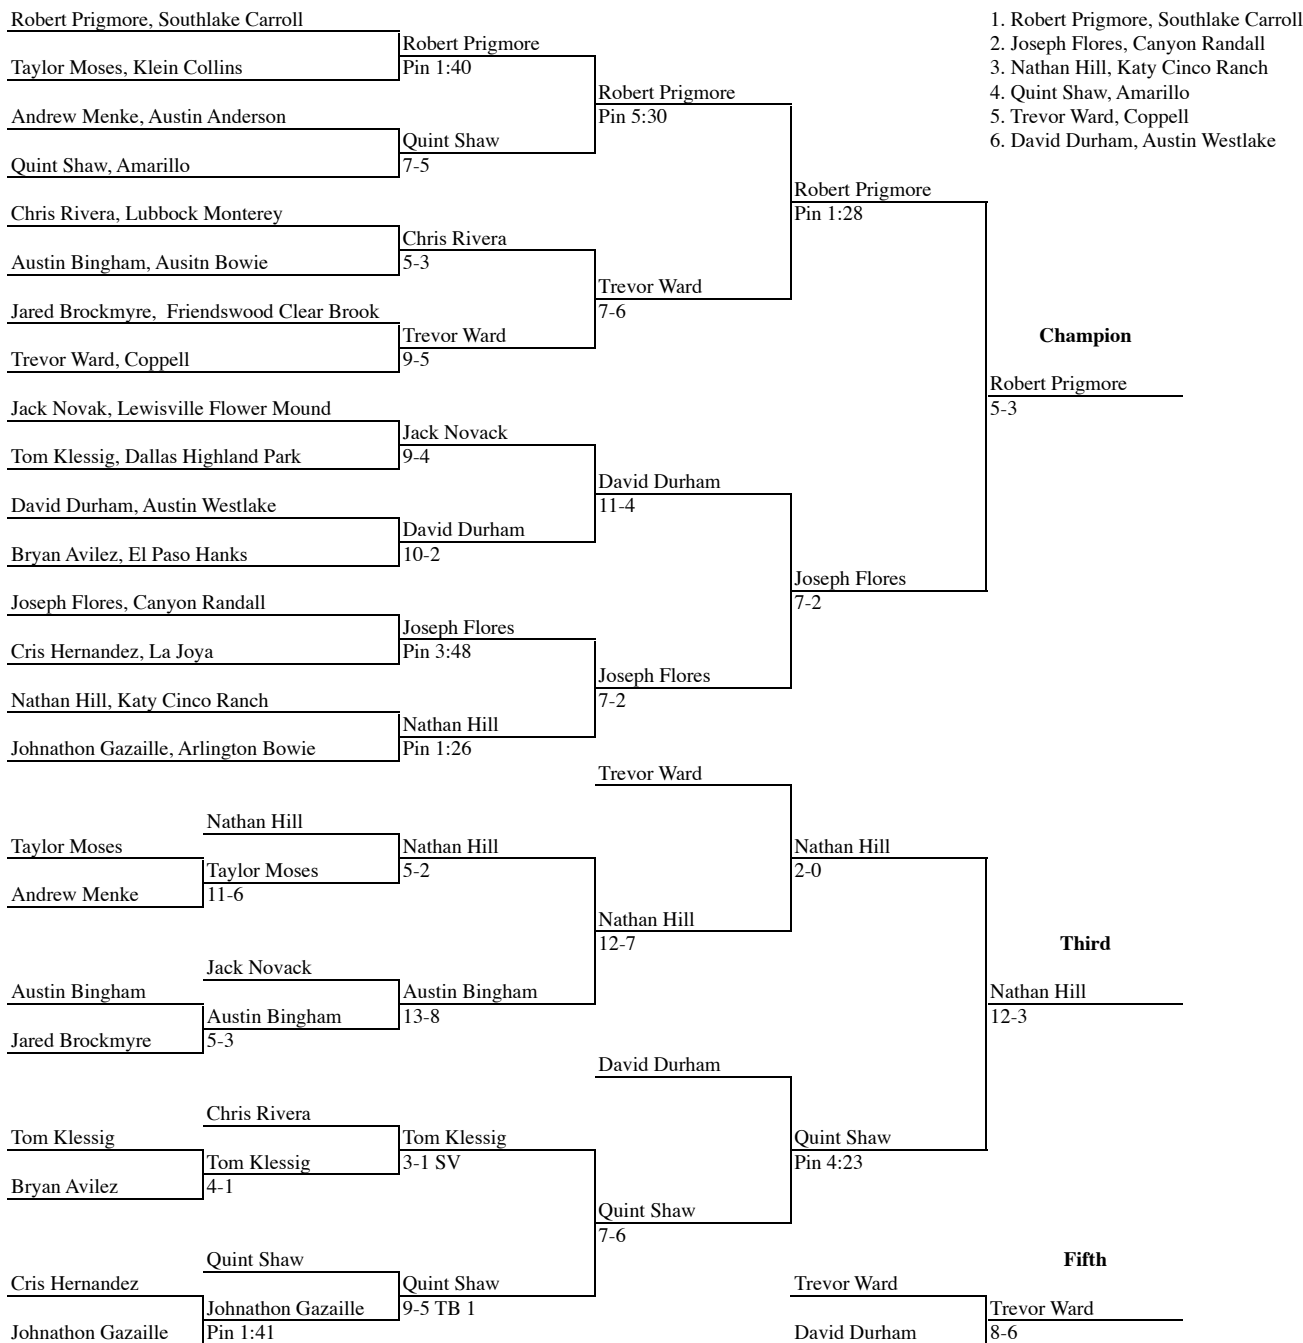 Robert Prigmore, Southlake Carroll
1. Robert Prigmore, Southlake Carroll
Robert Prigmore
2. Joseph Flores, Canyon Randall
Taylor Moses, Klein Collins
Pin 1:40
3. Nathan Hill, Katy Cinco Ranch
Robert Prigmore
4. Quint Shaw, Amarillo
Andrew Menke, Austin Anderson
Pin 5:30
5. Trevor Ward, Coppell
Quint Shaw
6. David Durham, Austin Westlake
Quint Shaw, Amarillo
7-5
Robert Prigmore
Chris Rivera, Lubbock Monterey
Pin 1:28
Chris Rivera
Austin Bingham, Ausitn Bowie
5-3
Trevor Ward
Jared Brockmyre, Friendswood Clear Brook
7-6
Trevor Ward
Champion
Trevor Ward, Coppell
9-5
Robert Prigmore
Jack Novak, Lewisville Flower Mound
5-3
Jack Novack
Tom Klessig, Dallas Highland Park
9-4
David Durham
David Durham, Austin Westlake
11-4
David Durham
Bryan Avilez, El Paso Hanks
10-2
Joseph Flores
Joseph Flores, Canyon Randall
7-2
Joseph Flores
Cris Hernandez, La Joya
Pin 3:48
Joseph Flores
Nathan Hill, Katy Cinco Ranch
7-2
Nathan Hill
Johnathon Gazaille, Arlington Bowie
Pin 1:26
Trevor Ward
Nathan Hill
Taylor Moses
Nathan Hill
Nathan Hill
Taylor Moses
5-2
2-0
Andrew Menke
11-6
Nathan Hill
12-7
Third
Jack Novack
Austin Bingham
Austin Bingham
Nathan Hill
Austin Bingham
13-8
12-3
Jared Brockmyre
5-3
David Durham
Chris Rivera
Tom Klessig
Tom Klessig
Quint Shaw
Tom Klessig
3-1 SV
Pin 4:23
Bryan Avilez
4-1
Quint Shaw
7-6
Quint Shaw
Fifth
Cris Hernandez
Quint Shaw
Trevor Ward
Johnathon Gazaille
9-5 TB 1
Trevor Ward
Johnathon Gazaille
Pin 1:41
David Durham
8-6